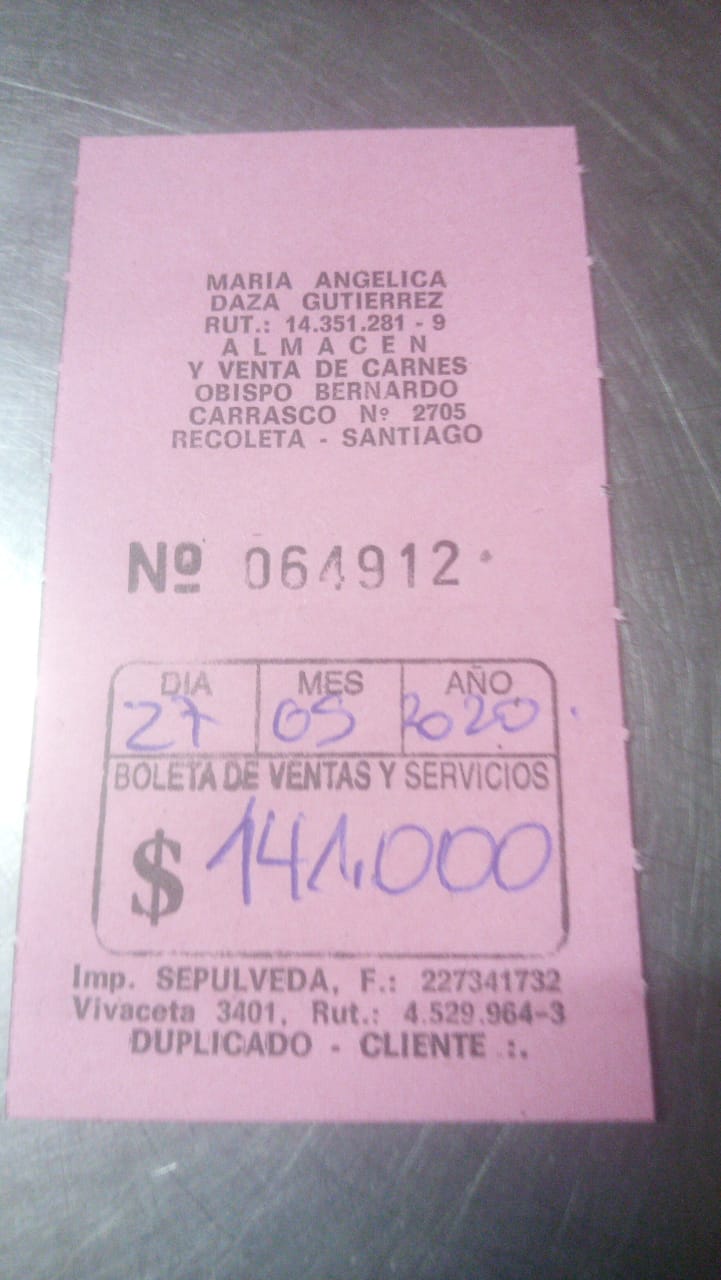 MARIA ANGELICA
DAZA GUTIERREZ
RUT.: 14.351.281 - 9
ALMACEN
Y VENTA DE CARNES
OBISPO BERNARDO
CARRASCO Nº 2705
RECOLETA - SANTIAGO
Nº 064912
DIA MES AÑO
27 05 2020
BOLETA DE VENTAS Y SERVICIOS
$ 141.000
Imp. SEPULVEDA, F.: 227341732
Vivaceta 3401, Rut.: 4.529.964-3
DUPLICADO - CLIENTE .:.